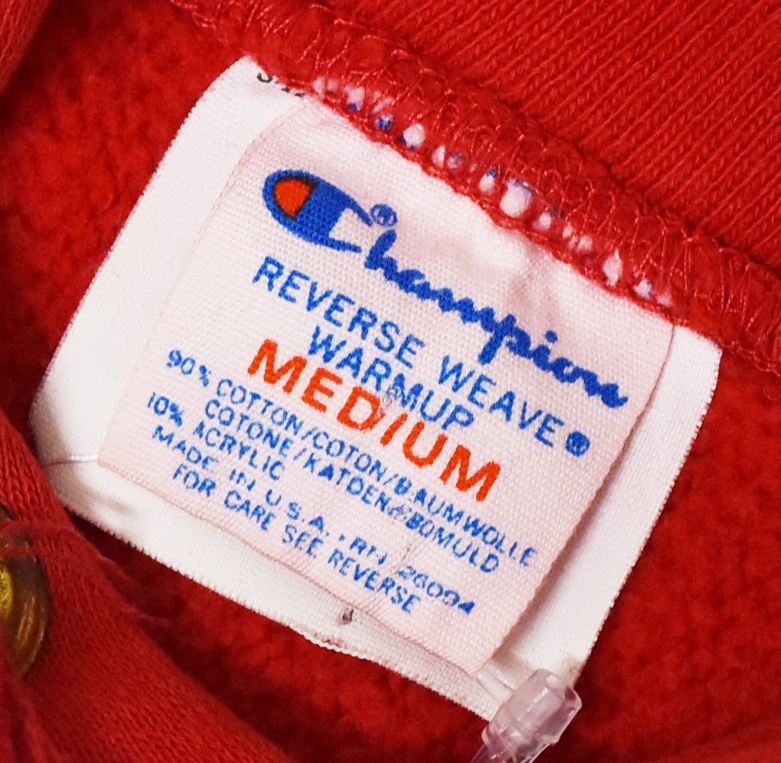 Champion®
REVERSE WEAVE®
WARMUP
MEDIUM
90% COTTON/COTON/BAUMWOLLE
COTONE/KATOEN/BOMULD
10% ACRYLIC
MADE IN U.S.A. RN 26094
FOR CARE SEE REVERSE